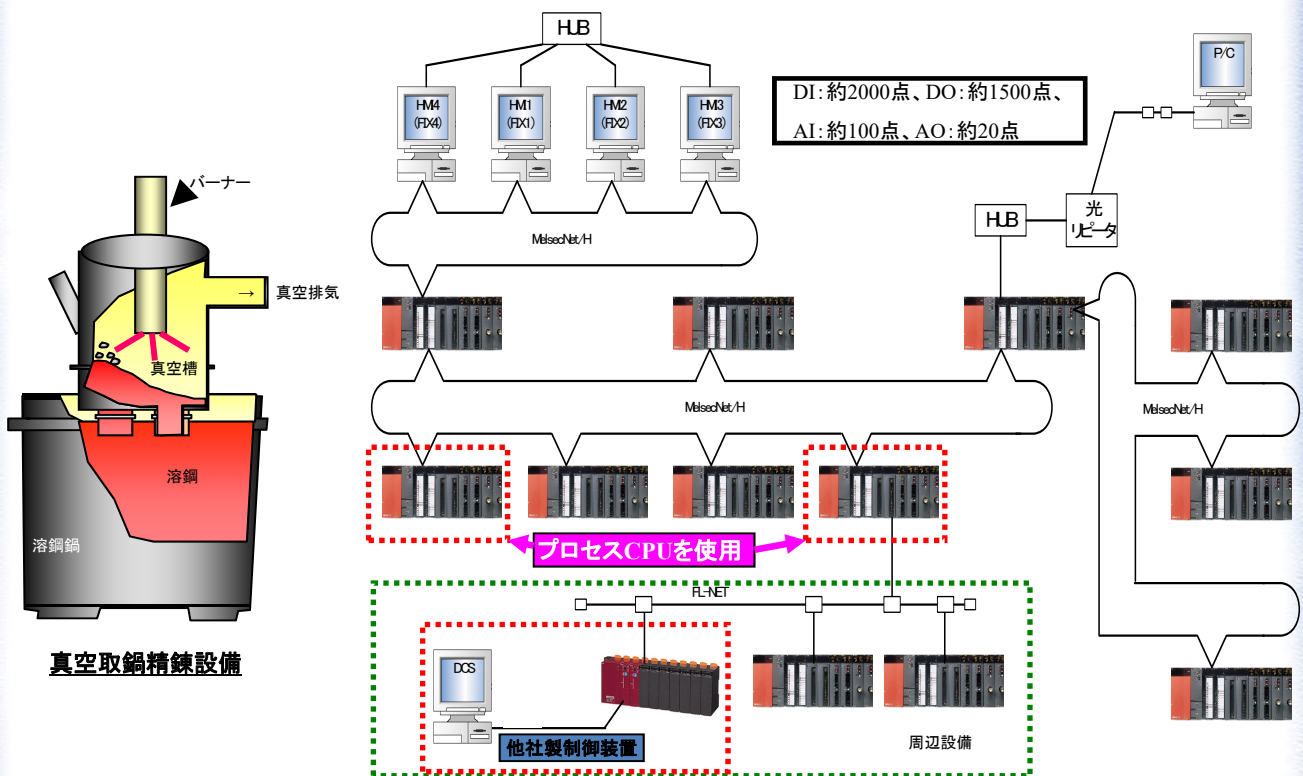 HUB
P/C
HMI4
(FIX4)
HMI1
(FIX1)
HMI2
(FIX2)
HMI3
(FIX3)
DI:約2000点、DO:約1500点、
AI:約100点、AO:約20点
バーナー
HUB
光
リピータ
MelsecNet/H
→
真空排気
真空槽
MelsecNet/H
MelsecNet/H
溶鋼
溶鋼鍋
プロセスCPUを使用
FL-NET
真空取鍋精錬設備
DCS
他社製制御装置
周辺設備